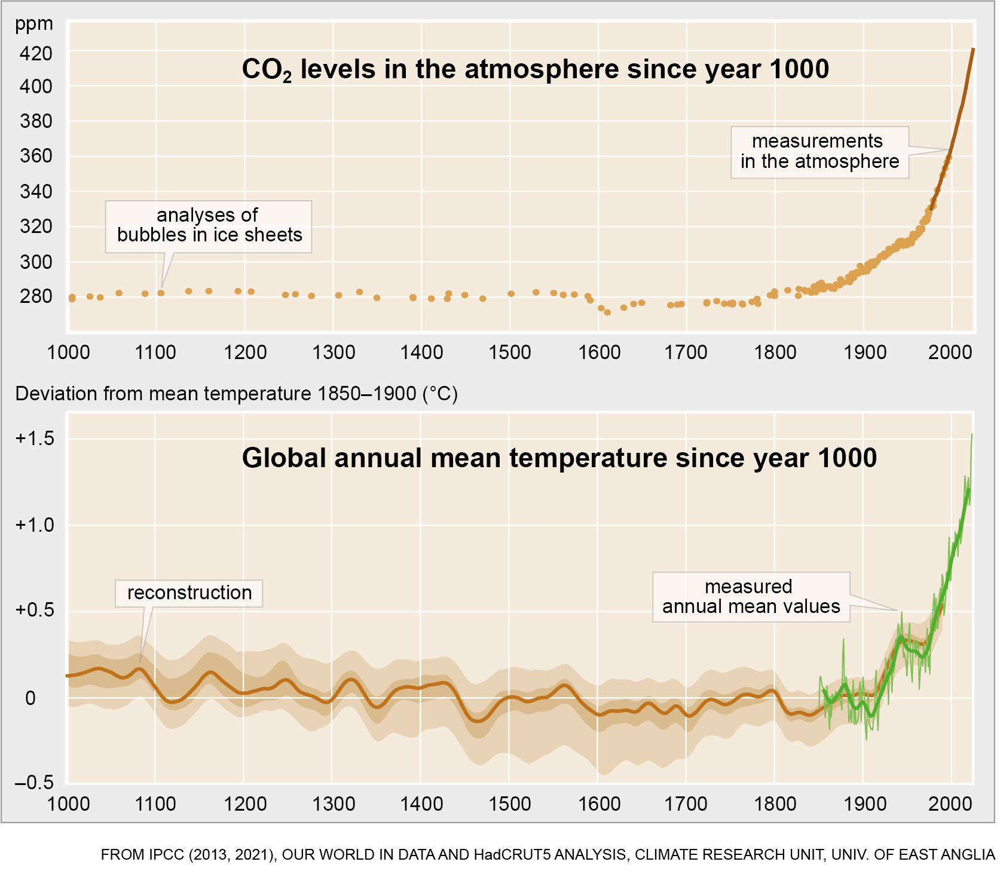 ppm
420
CO₂ levels in the atmosphere since year 1000
400
380
measurements
in the atmosphere
360
340
analyses of
bubbles in ice sheets
320
300
280
1000 1100 1200 1300 1400 1500 1600 1700 1800 1900 2000
Deviation from mean temperature 1850–1900 (°C)
+1.5
Global annual mean temperature since year 1000
+1.0
reconstruction
measured
annual mean values
+0.5
0
–0.5
1000 1100 1200 1300 1400 1500 1600 1700 1800 1900 2000
FROM IPCC (2013, 2021), OUR WORLD IN DATA AND HadCRUT5 ANALYSIS, CLIMATE RESEARCH UNIT, UNIV. OF EAST ANGLIA